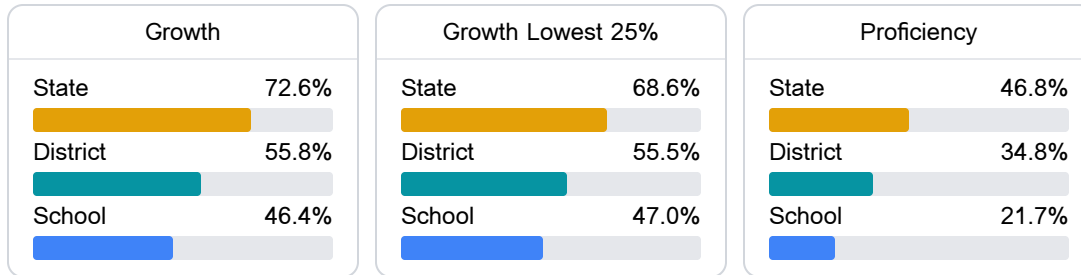 Growth
State 72.6%
District 55.8%
School 46.4%
Growth Lowest 25%
State 68.6%
District 55.5%
School 47.0%
Proficiency
State 46.8%
District 34.8%
School 21.7%